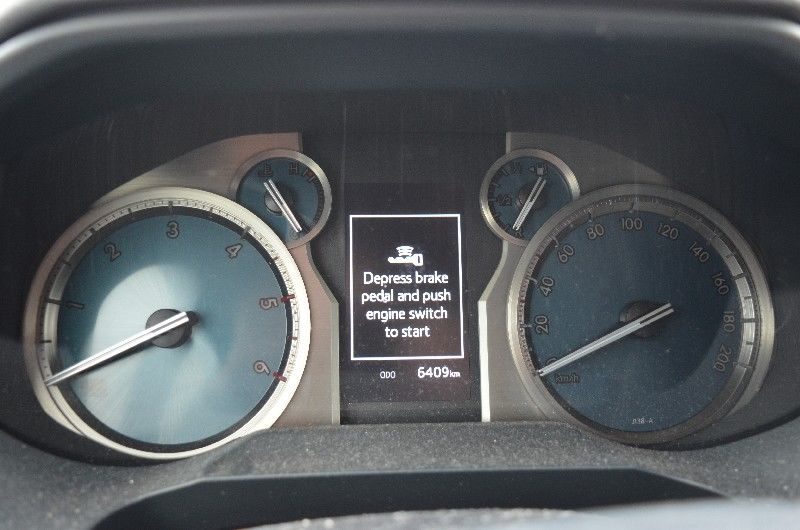 Depress brake
pedal and push
engine switch
to start
ODO 6409km
1
2
3
4
5
6
H
0
20
40
60
80
100
120
140
160
180
200
km/h